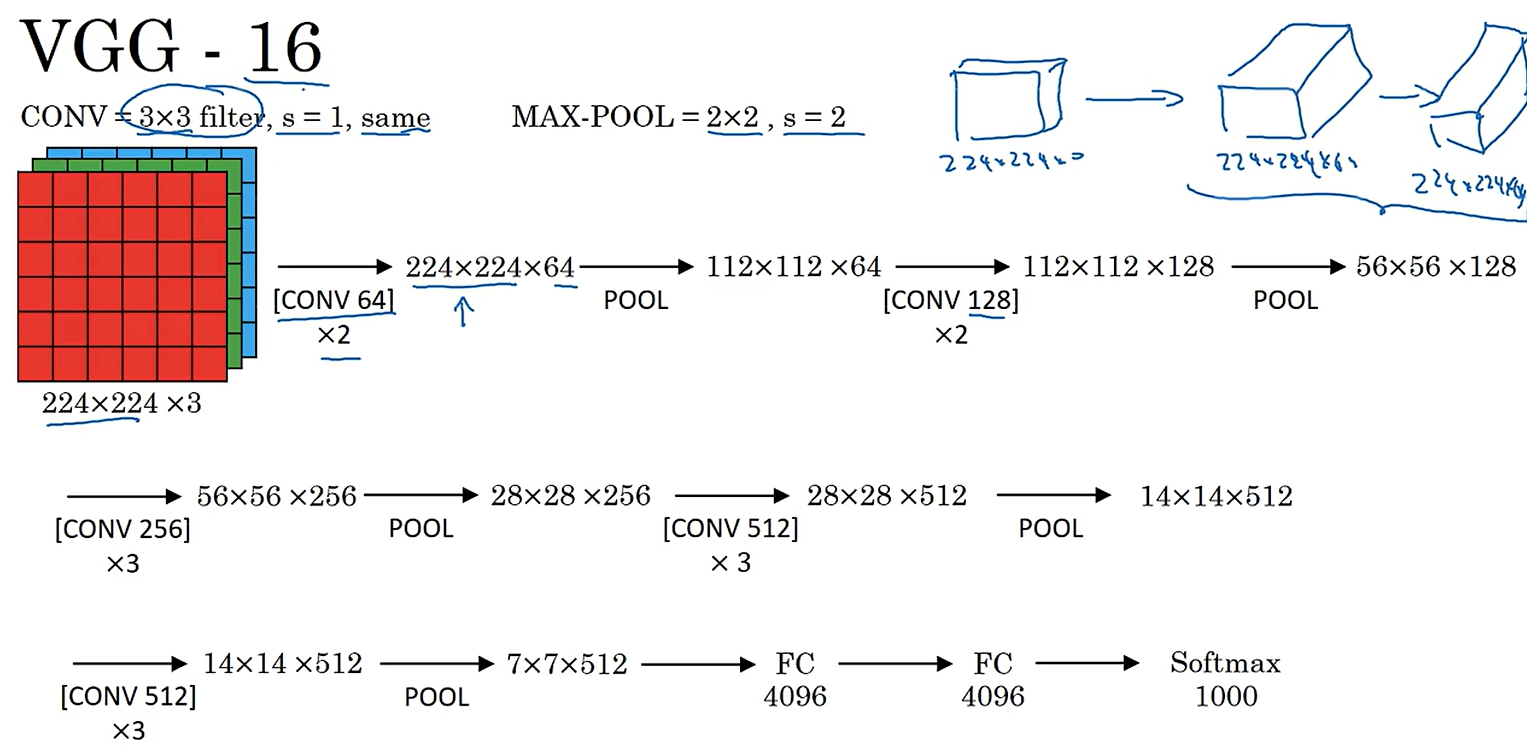 VGG - 16
CONV = 3×3 filter, s = 1, same
MAX-POOL = 2×2 , s = 2
224×224
224×224
224×224
224×224 ×3
[CONV 64]
×2
224×224×64
POOL
112×112 ×64
[CONV 128]
×2
112×112 ×128
POOL
56×56 ×128
[CONV 256]
×3
56×56 ×256
POOL
28×28 ×256
[CONV 512]
× 3
28×28 ×512
POOL
14×14×512
[CONV 512]
×3
14×14 ×512
POOL
7×7×512
FC
4096
FC
4096
Softmax
1000